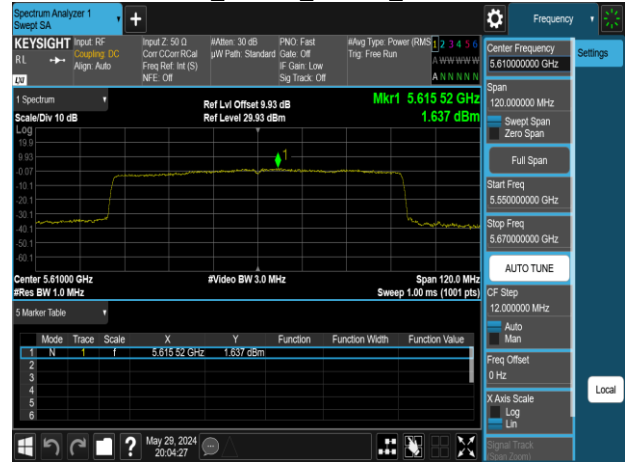 Spectrum Analyzer 1
Swept SA
Frequency
KEYSIGHT
RL
LXI
Input: RF
Coupling: DC
Align: Auto
Input Z: 50 Ω
Corr CCorr RCal
Freq Ref: Int (S)
NFE: Off
#Atten: 30 dB
µW Path: Standard
PNO: Fast
Gate: Off
IF Gain: Low
Sig Track: Off
#Avg Type: Power (RMS
Trig: Free Run
1 2 3 4 5 6
A W W W W W
A N N N N N
Center Frequency
5.610000000 GHz
Settings
Span
120.000000 MHz
Swept Span
Zero Span
Full Span
Start Freq
5.550000000 GHz
Stop Freq
5.670000000 GHz
AUTO TUNE
CF Step
12.000000 MHz
Auto
Man
Freq Offset
0 Hz
X Axis Scale
Log
Lin
Signal Track
(Span Zoom)
Local
1 Spectrum
Scale/Div 10 dB
Ref Lvl Offset 9.93 dB
Ref Level 29.93 dBm
Mkr1 5.615 52 GHz
1.637 dBm
Log
19.9
9.93
-0.07
-10.1
-20.1
-30.1
-40.1
-50.1
-60.1
1
Center 5.61000 GHz
#Res BW 1.0 MHz
#Video BW 3.0 MHz
Span 120.0 MHz
Sweep 1.00 ms (1001 pts)
5 Marker Table
Mode Trace Scale X Y Function Function Width Function Value
1 N 1 f 5.615 52 GHz 1.637 dBm
2
3
4
5
6
?
May 29, 2024
20:04:27